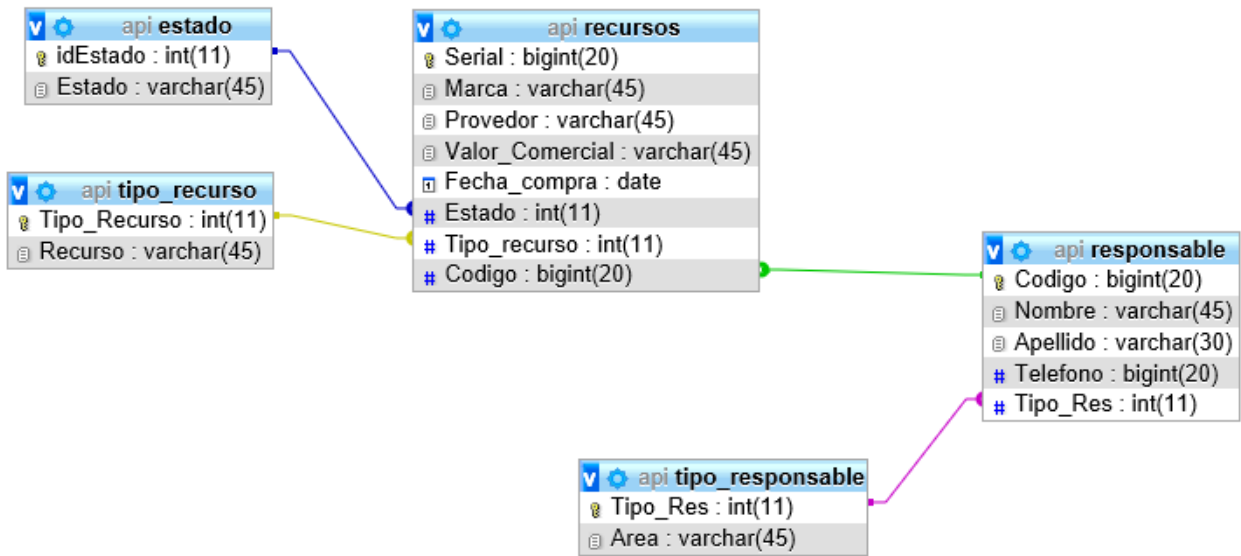 api estado
idEstado : int(11)
Estado : varchar(45)
api recursos
Serial : bigint(20)
Marca : varchar(45)
Provedor : varchar(45)
Valor_Comercial : varchar(45)
Fecha_compra : date
Estado : int(11)
Tipo_recurso : int(11)
Codigo : bigint(20)
api tipo_recurso
Tipo_Recurso : int(11)
Recurso : varchar(45)
api responsable
Codigo : bigint(20)
Nombre : varchar(45)
Apellido : varchar(30)
Telefono : bigint(20)
Tipo_Res : int(11)
api tipo_responsable
Tipo_Res : int(11)
Area : varchar(45)